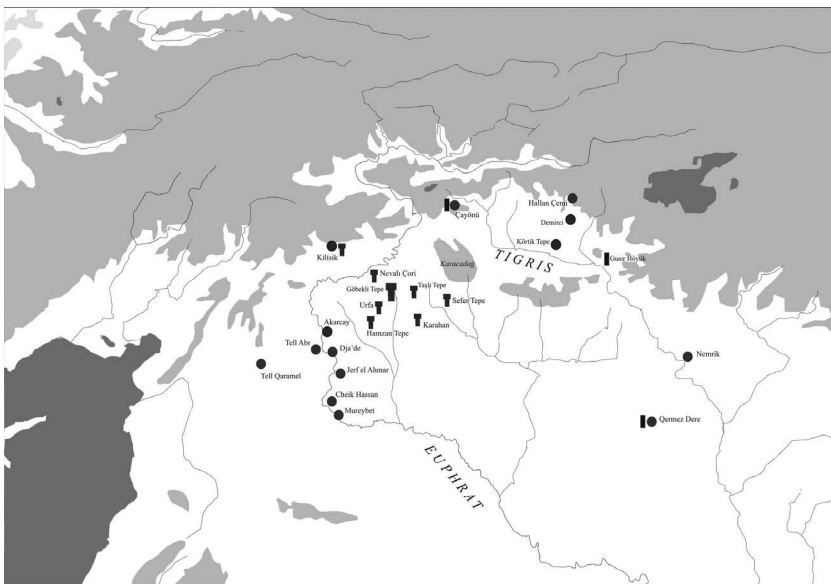 Hallan Çemi
Çayönü
Demirci
Körtik Tepe
Kilisik
TIGRIS
Gusir Höyük
Karacadağ
Nevalı Çori
Göbekli Tepe
Taşlı Tepe
Urfa
Sefer Tepe
Hamzan Tepe
Karahan
Akarcay
Tell Abr
Dja'de
Nemrik
Tell Qaramel
Jerf el Ahmar
Cheik Hassan
Mureybet
Qermez Dere
EUPHRAT